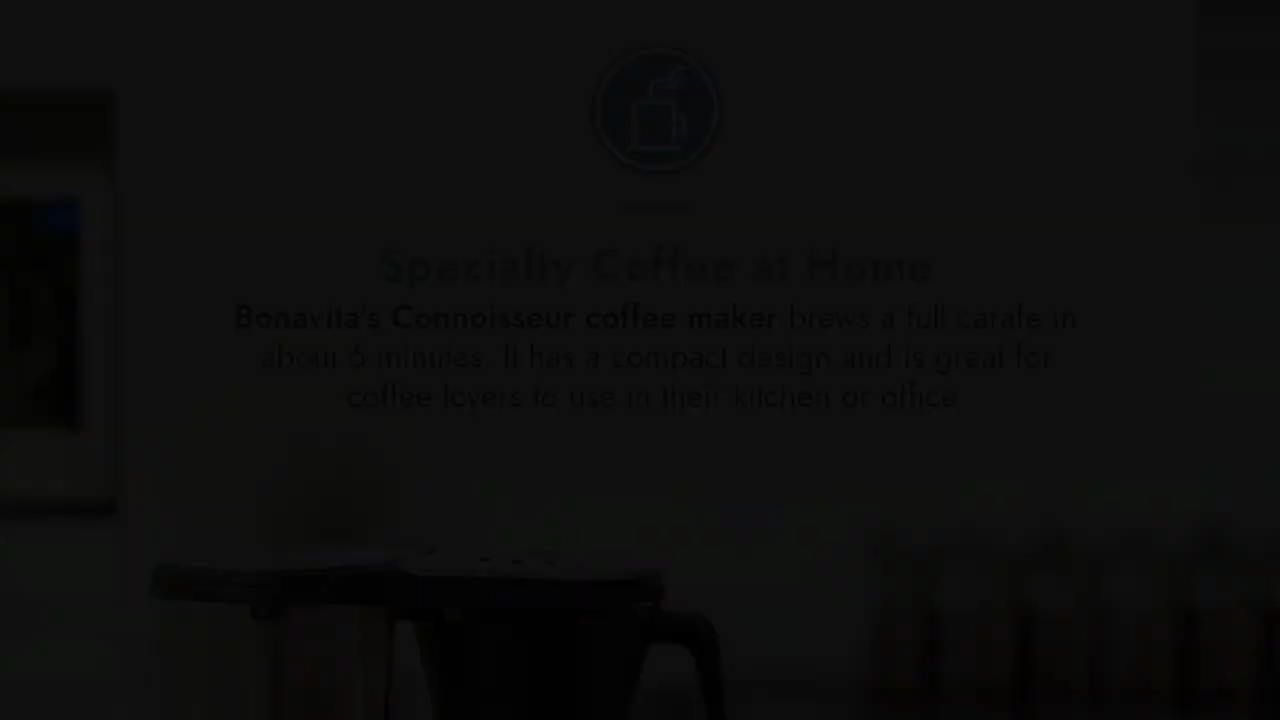 Specialty Coffee at Home
Bonavita's Connoisseur coffee maker brews a full carafe in
about 6 minutes. It has a compact design and is great for
coffee lovers to use in their kitchen or office